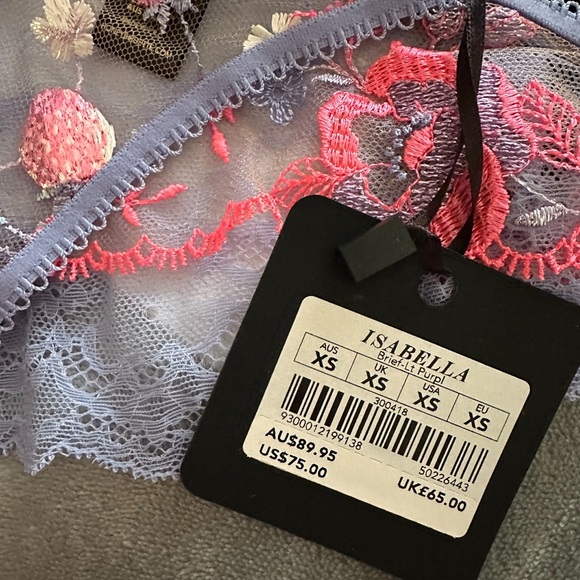 ISABELLA
Brief-Lt Purpl
AUS UK USA EU
XS XS XS XS
300418
9300012199138
50226443
AU$89.95
US$75.00
UK£65.00